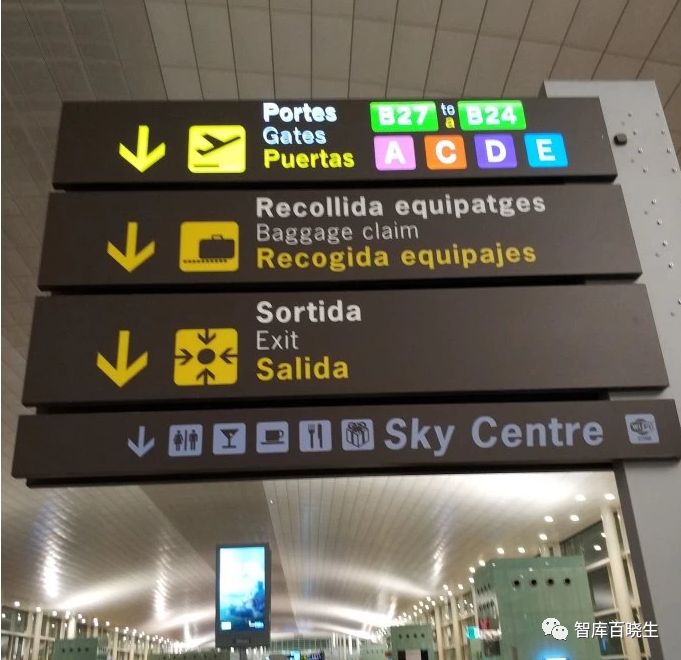 Portes
Gates
Puertas
B27 to a B24
A C D E
Recollida equipatges
Baggage claim
Recogida equipajes
Sortida
Exit
Salida
Sky Centre
智库百晓生